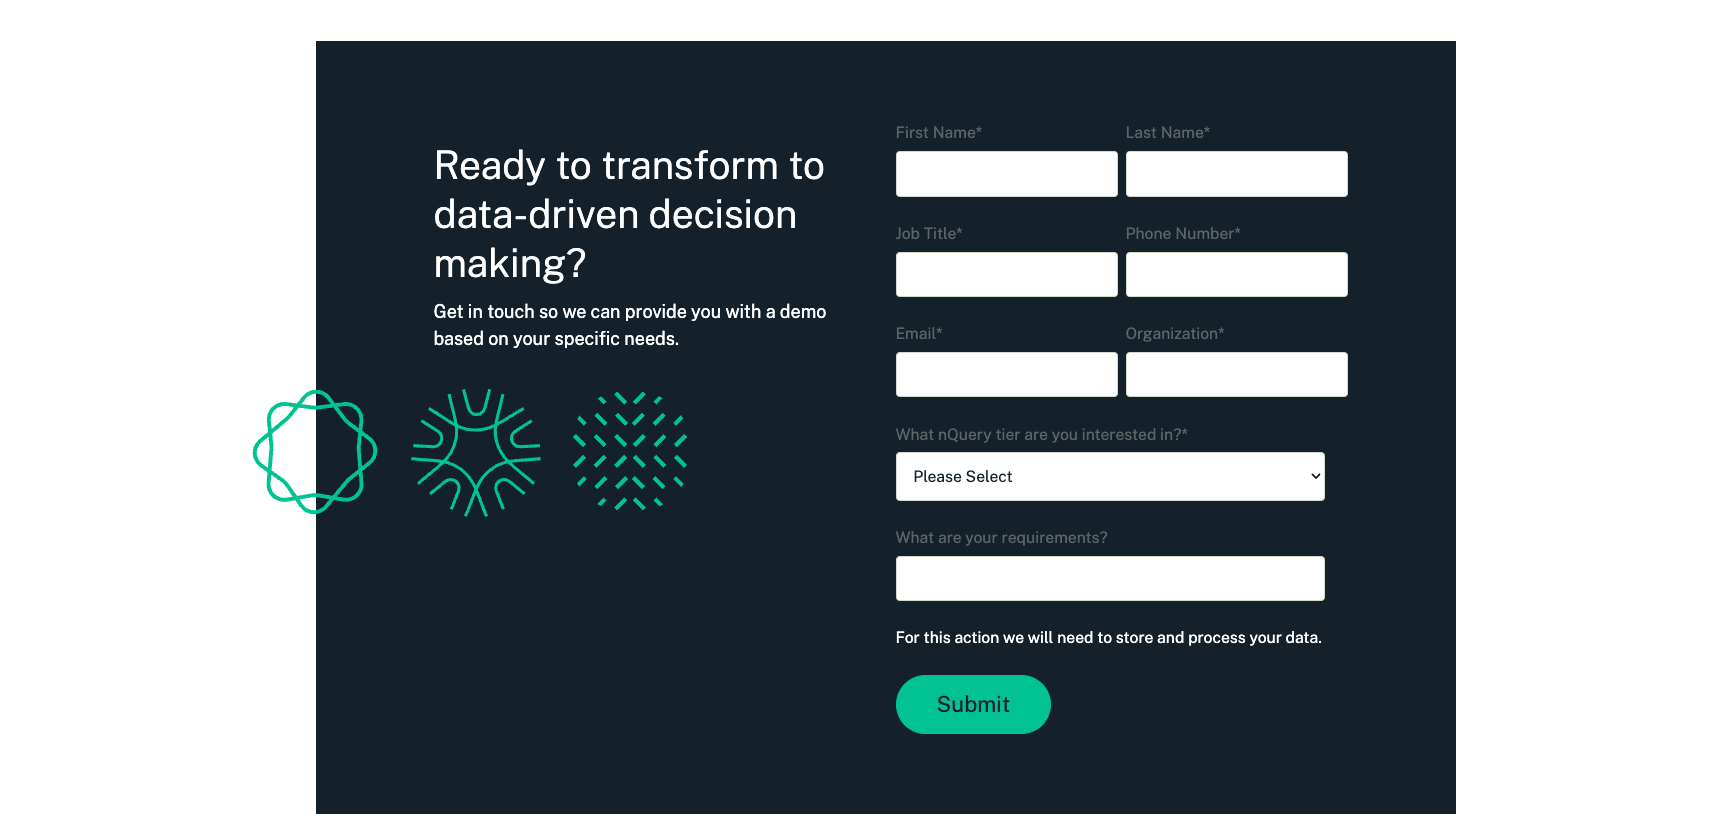 Ready to transform to
data-driven decision
making?
Get in touch so we can provide you with a demo
based on your specific needs.
First Name*
Last Name*
Job Title*
Phone Number*
Email*
Organization*
What nQuery tier are you interested in?*
Please Select
What are your requirements?
For this action we will need to store and process your data.
Submit